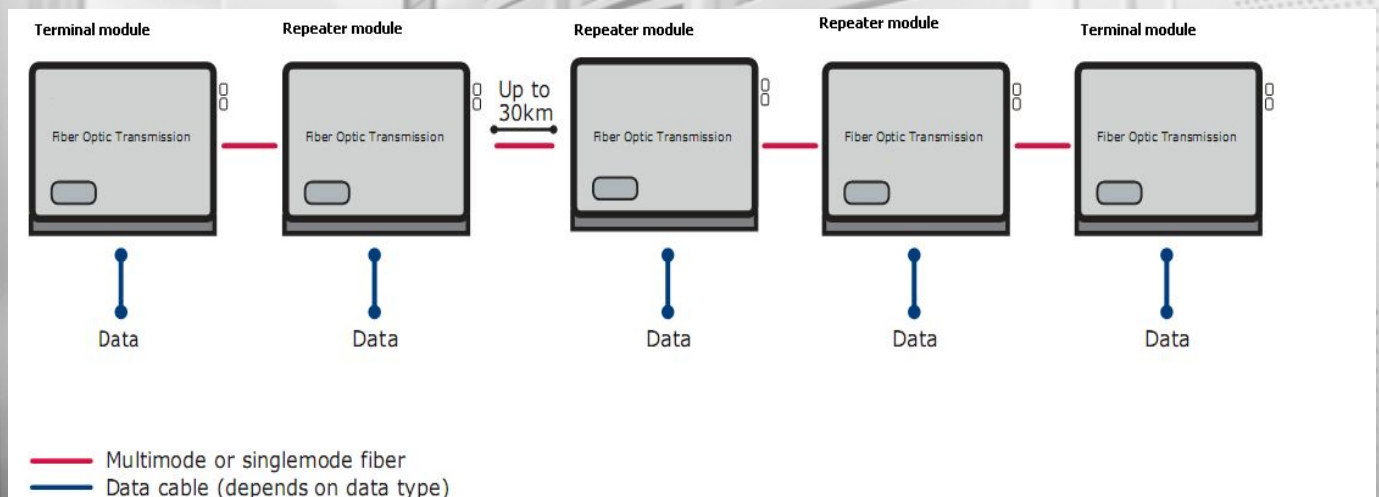 Terminal module
Repeater module
Repeater module
Repeater module
Terminal module
Up to
30km
Fiber Optic Transmission
Fiber Optic Transmission
Fiber Optic Transmission
Fiber Optic Transmission
Fiber Optic Transmission
Data
Data
Data
Data
Data
Multimode or singlemode fiber
Data cable (depends on data type)